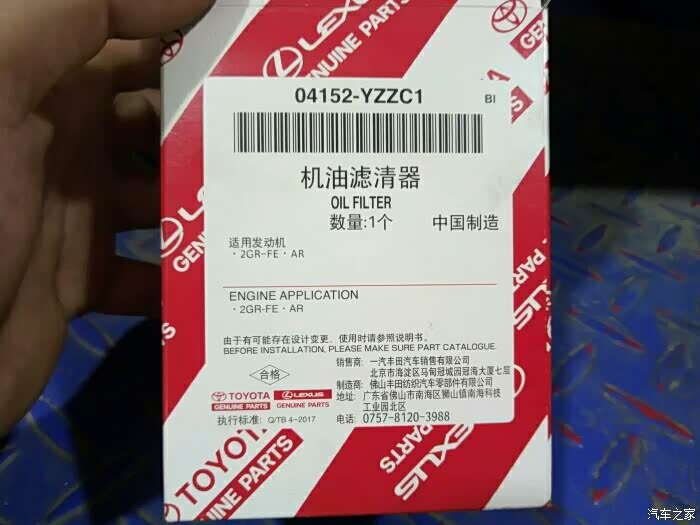 LEXUS
GENUINE PARTS
TOYOTA
GENUINE PARTS
04152-YZZC1
BI
机油滤清器
OIL FILTER
数量:1个
中国制造
适用发动机
·2GR-FE·AR
ENGINE APPLICATION
·2GR-FE·AR
由于有可能存在设计变更,使用时请参照说明书。
BEFORE INSTALLATION, PLEASE MAKE SURE PART CATALOGUE.
合格
销售商: 一汽丰田汽车销售有限公司
北京市海淀区马甸冠城园冠海大厦七层
制造商: 佛山丰田纺织汽车零部件有限公司
地址: 广东省佛山市南海区狮山镇南海科技
工业园北区
电话: 0757-8120-3988
TOYOTA
GENUINE PARTS
LEXUS
GENUINE PARTS
执行标准: Q/TB 4-2017
TOYOTA
GENUINE PARTS
LEXUS
汽车之家